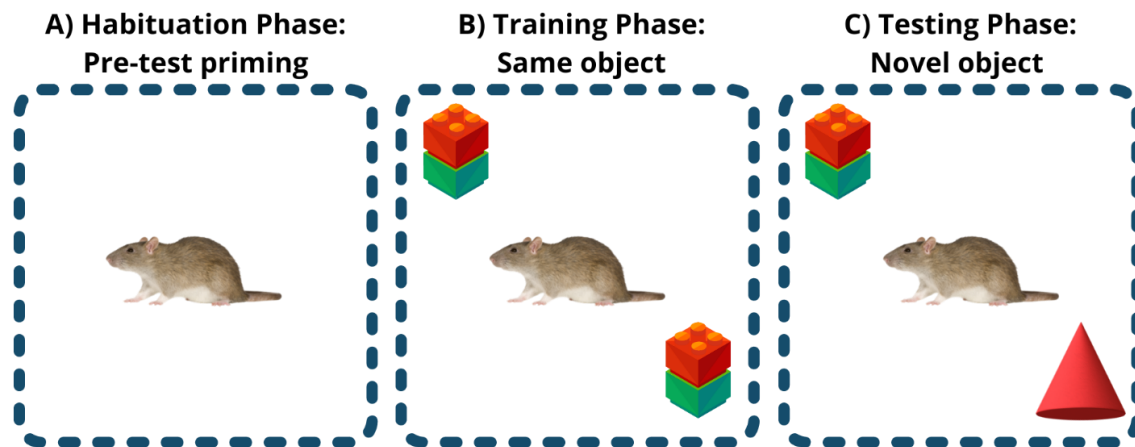 A) Habituation Phase:
Pre-test priming
B) Training Phase:
Same object
C) Testing Phase:
Novel object